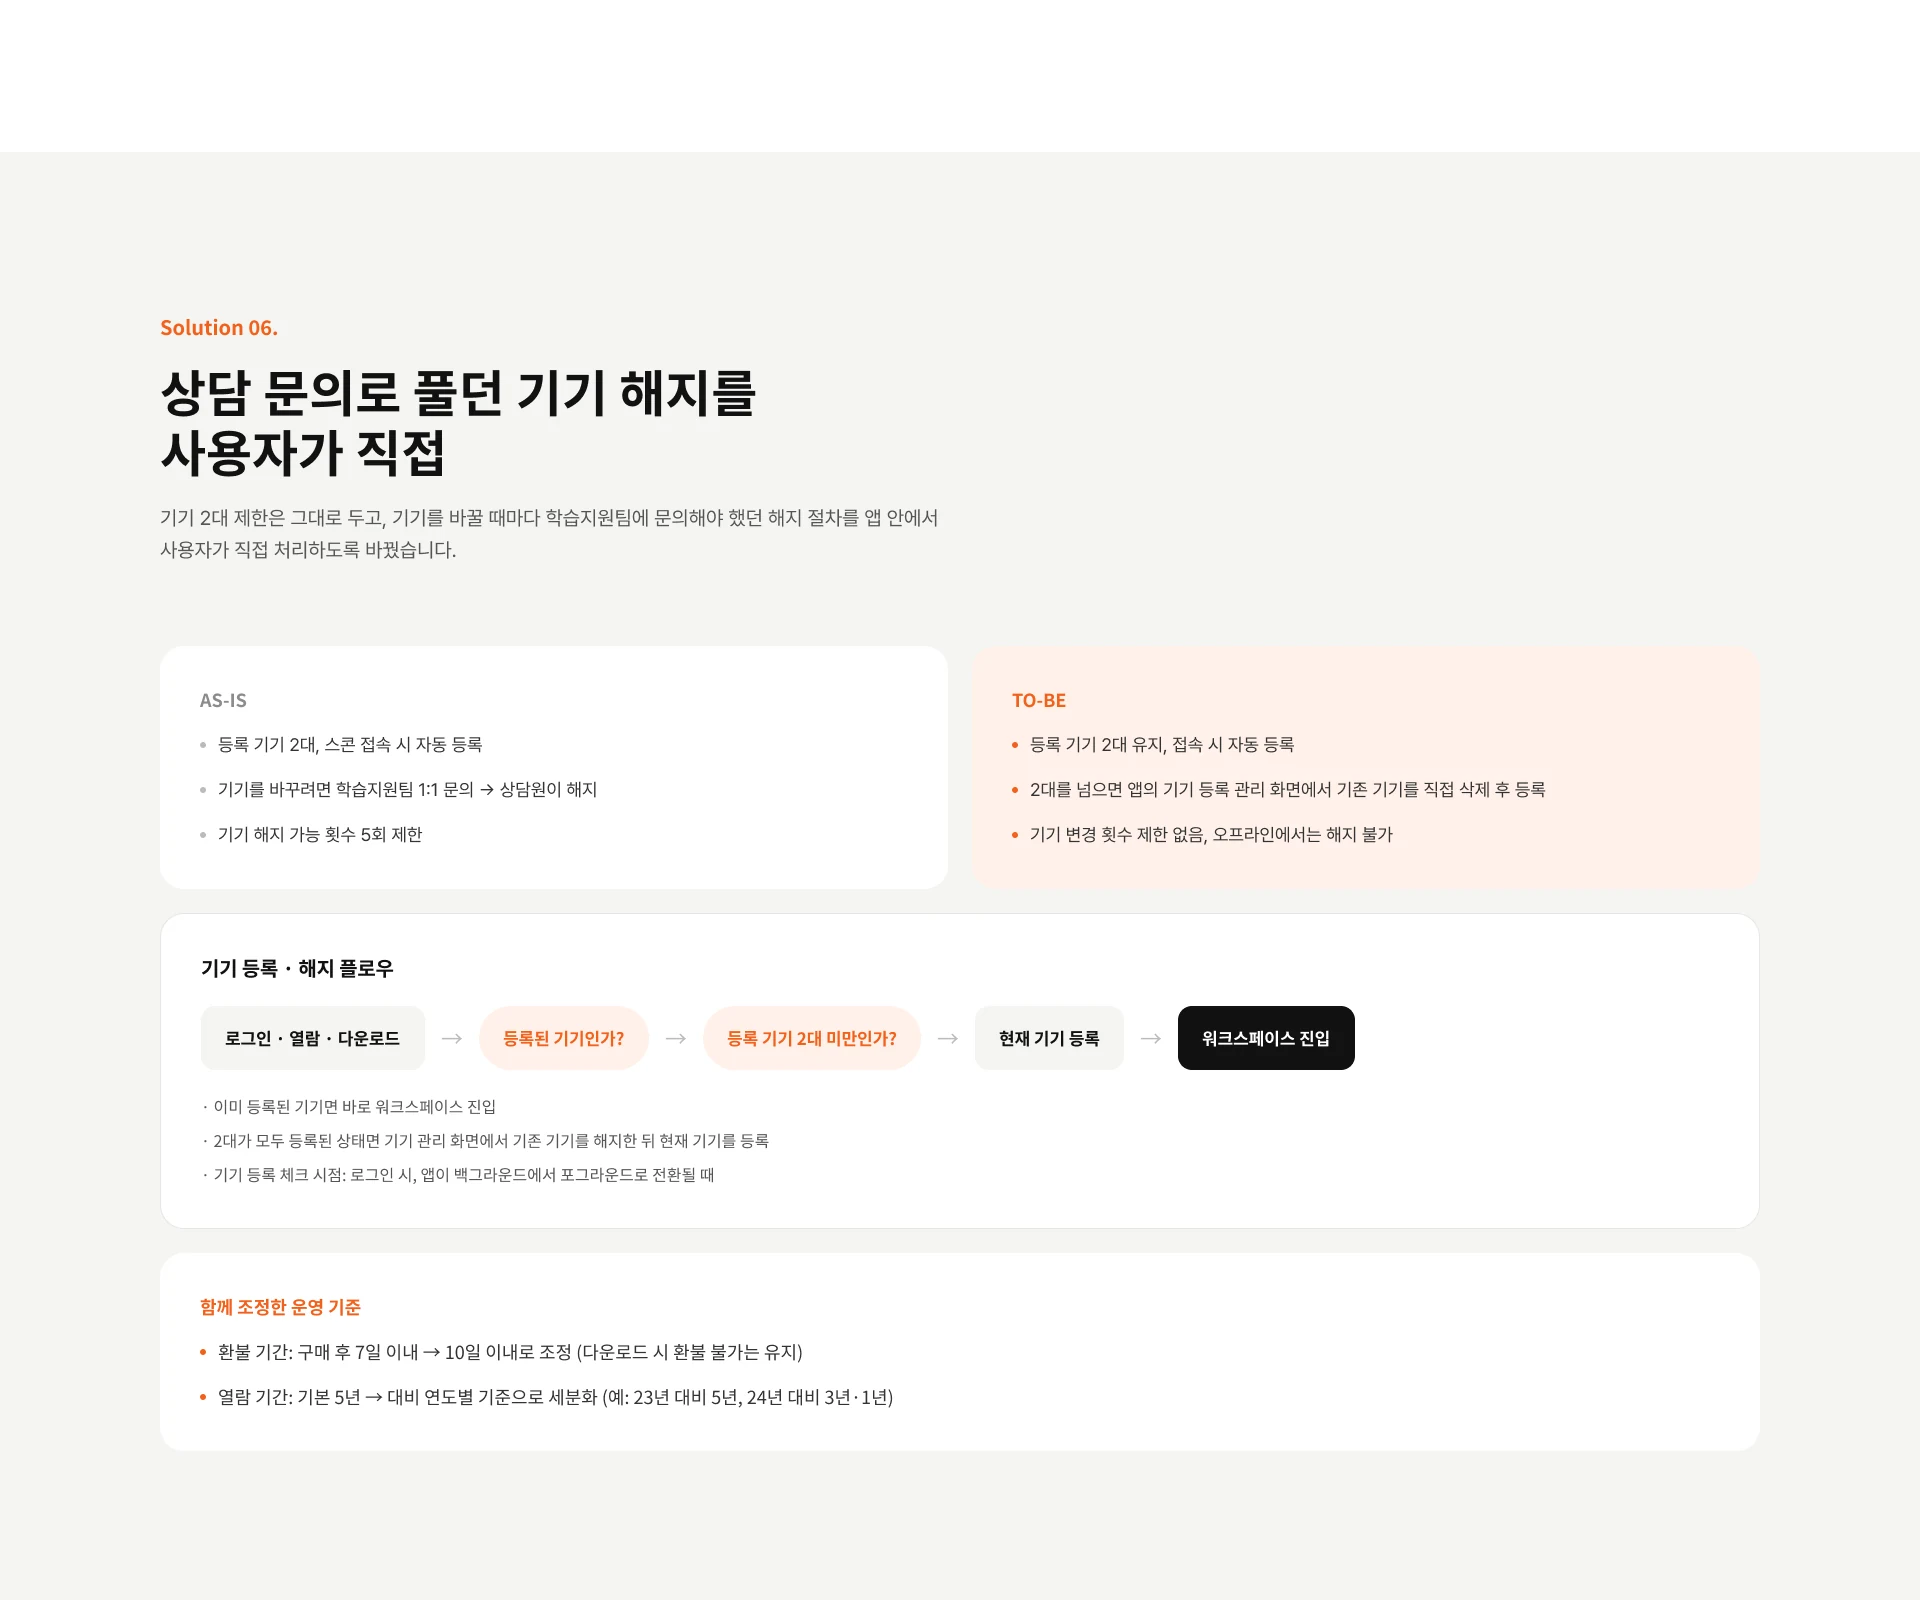 Solution 06.
상담 문의로 풀던 기기 해지를
사용자가 직접
기기 2대 제한은 그대로 두고, 기기를 바꿀 때마다 학습지원팀에 문의해야 했던 해지 절차를 앱 안에서
사용자가 직접 처리하도록 바꿨습니다.
AS-IS
• 등록 기기 2대, 스콘 접속 시 자동 등록
• 기기를 바꾸려면 학습지원팀 1:1 문의 → 상담원이 해지
• 기기 해지 가능 횟수 5회 제한
TO-BE
• 등록 기기 2대 유지, 접속 시 자동 등록
• 2대를 넘으면 앱의 기기 등록 관리 화면에서 기존 기기를 직접 삭제 후 등록
• 기기 변경 횟수 제한 없음, 오프라인에서는 해지 불가
기기 등록 · 해지 플로우
로그인 · 열람 · 다운로드 → 등록된 기기인가? → 등록 기기 2대 미만인가? → 현재 기기 등록 → 워크스페이스 진입
· 이미 등록된 기기면 바로 워크스페이스 진입
· 2대가 모두 등록된 상태면 기기 관리 화면에서 기존 기기를 해지한 뒤 현재 기기를 등록
· 기기 등록 체크 시점: 로그인 시, 앱이 백그라운드에서 포그라운드로 전환될 때
함께 조정한 운영 기준
• 환불 기간: 구매 후 7일 이내 → 10일 이내로 조정 (다운로드 시 환불 불가는 유지)
• 열람 기간: 기본 5년 → 대비 연도별 기준으로 세분화 (예: 23년 대비 5년, 24년 대비 3년·1년)